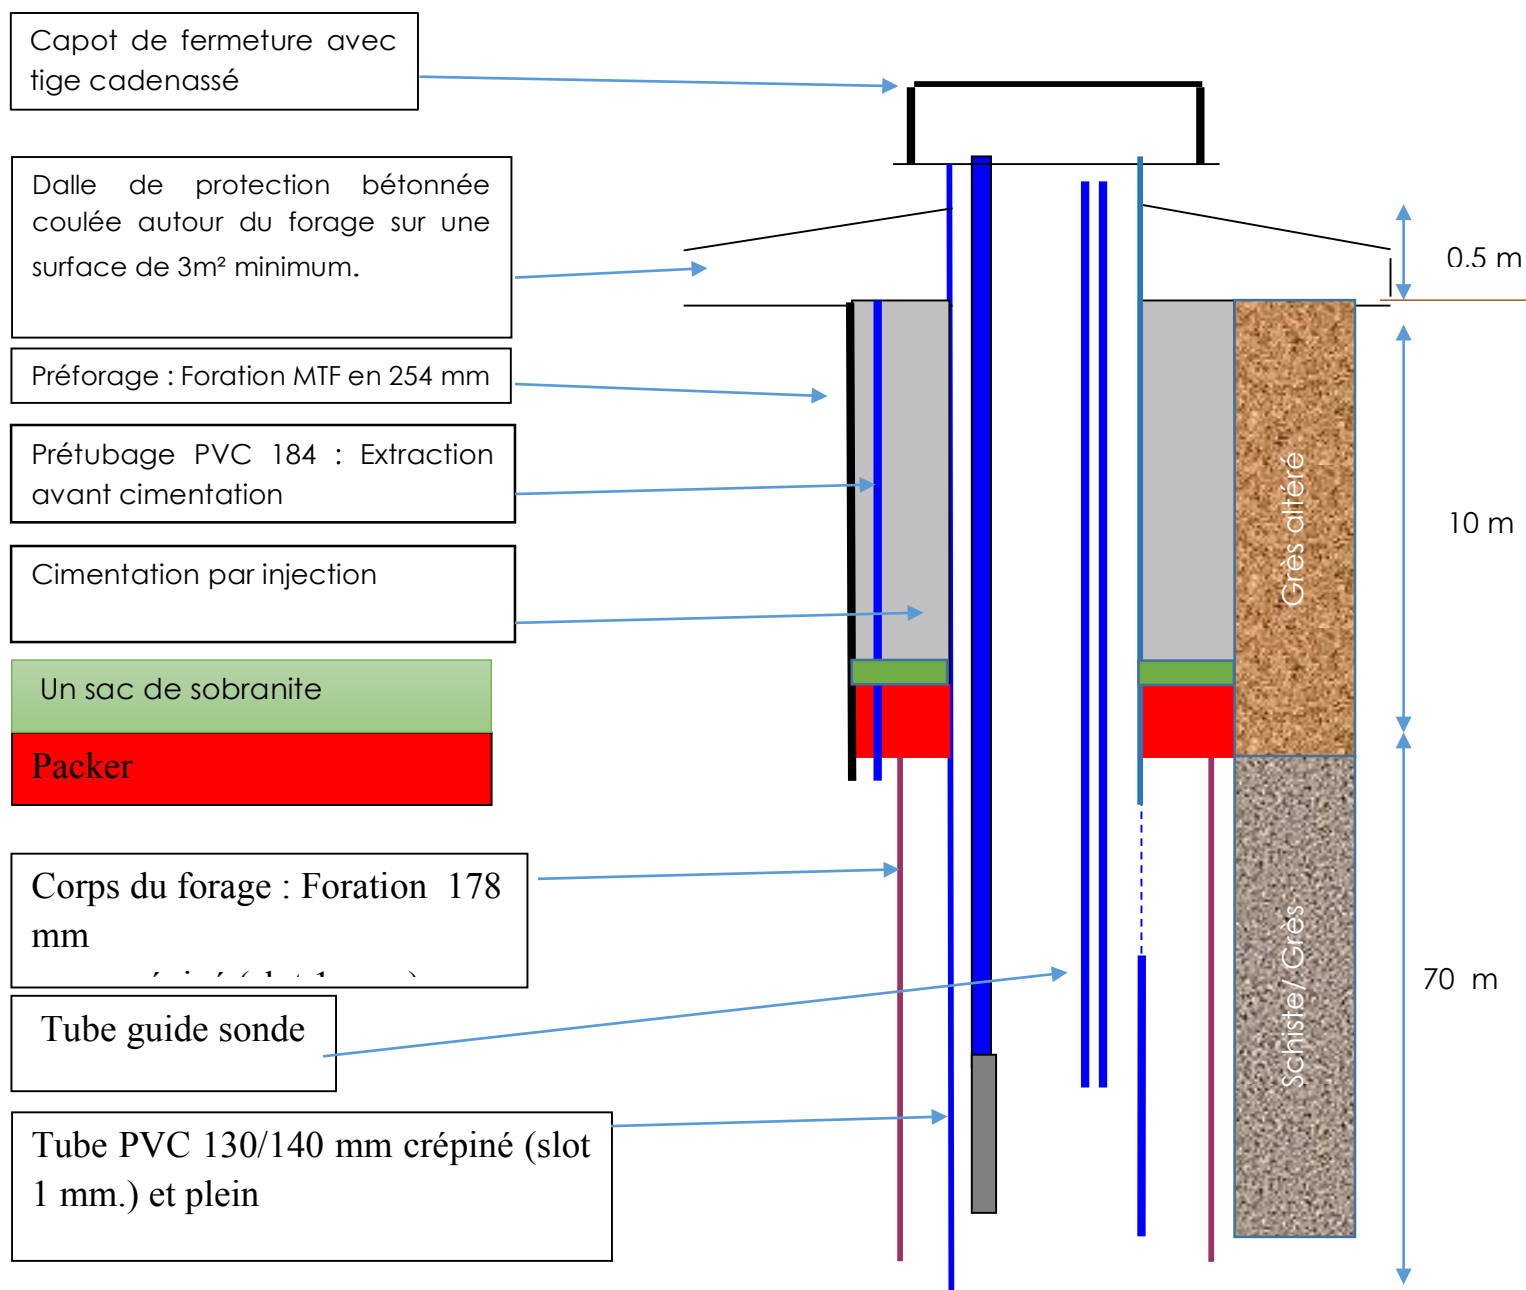 Capot de fermeture avec
tige cadenassé
Dalle de protection bétonnée
coulée autour du forage sur une
surface de 3m² minimum.
0.5 m
Préforage : Foration MTF en 254 mm
Prétubage PVC 184 : Extraction
avant cimentation
Cimentation par injection
Un sac de sobranite
Packer
Grès altéré
10 m
Corps du forage : Foration 178
mm
Tube guide sonde
Schiste/ Grès
70 m
Tube PVC 130/140 mm crépiné (slot
1 mm.) et plein